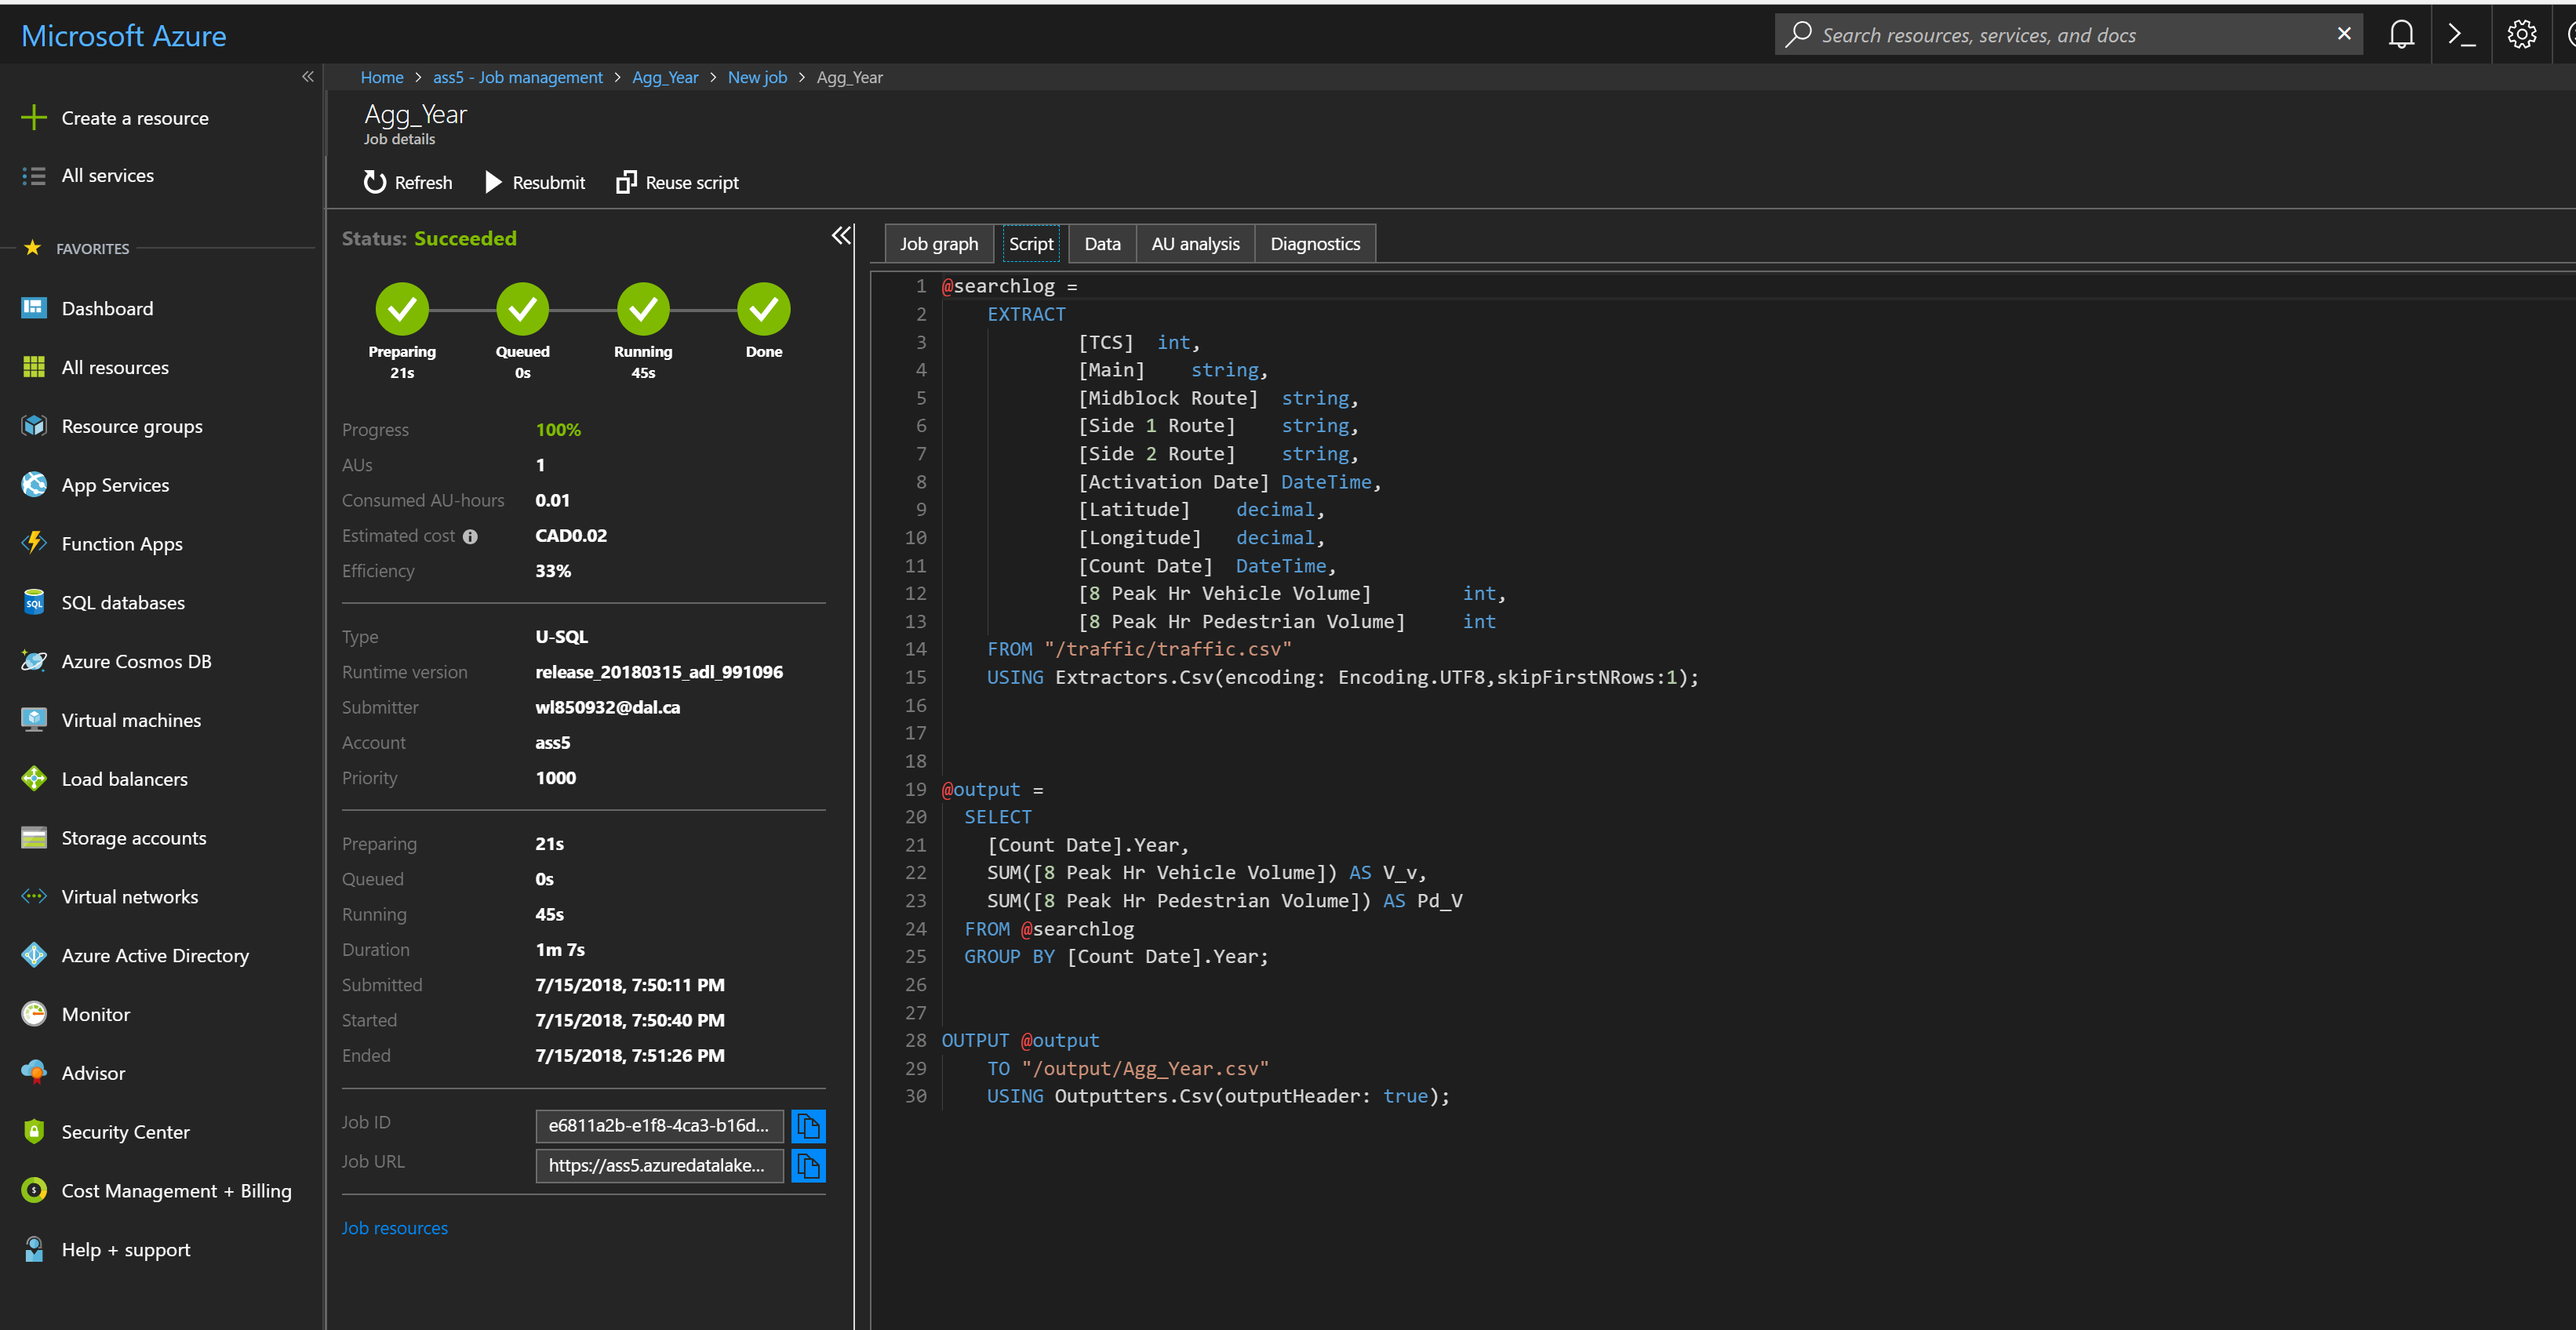 Microsoft Azure
Search resources, services, and docs
Home > ass5 - Job management > Agg_Year > New job > Agg_Year
Create a resource
All services
FAVORITES
Dashboard
All resources
Resource groups
App Services
Function Apps
SQL databases
Azure Cosmos DB
Virtual machines
Load balancers
Storage accounts
Virtual networks
Azure Active Directory
Monitor
Advisor
Security Center
Cost Management + Billing
Help + support
Agg_Year
Job details
Refresh Resubmit Reuse script
Status: Succeeded
Preparing Queued Running Done
21s 0s 45s
Progress 100%
AUs 1
Consumed AU-hours 0.01
Estimated cost CAD0.02
Efficiency 33%
Type U-SQL
Runtime version release_20180315_adl_991096
Submitter wl850932@dal.ca
Account ass5
Priority 1000
Preparing 21s
Queued 0s
Running 45s
Duration 1m 7s
Submitted 7/15/2018, 7:50:11 PM
Started 7/15/2018, 7:50:40 PM
Ended 7/15/2018, 7:51:26 PM
Job ID e6811a2b-e1f8-4ca3-b16d...
Job URL https://ass5.azuredatalake...
Job resources
Job graph Script Data AU analysis Diagnostics
1 @searchlog =
2 EXTRACT
3 [TCS] int,
4 [Main] string,
5 [Midblock Route] string,
6 [Side 1 Route] string,
7 [Side 2 Route] string,
8 [Activation Date] DateTime,
9 [Latitude] decimal,
10 [Longitude] decimal,
11 [Count Date] DateTime,
12 [8 Peak Hr Vehicle Volume] int,
13 [8 Peak Hr Pedestrian Volume] int
14 FROM "/traffic/traffic.csv"
15 USING Extractors.Csv(encoding: Encoding.UTF8,skipFirstNRows:1);
16
17
18
19 @output =
20 SELECT
21 [Count Date].Year,
22 SUM([8 Peak Hr Vehicle Volume]) AS V_v,
23 SUM([8 Peak Hr Pedestrian Volume]) AS Pd_V
24 FROM @searchlog
25 GROUP BY [Count Date].Year;
26
27
28 OUTPUT @output
29 TO "/output/Agg_Year.csv"
30 USING Outputters.Csv(outputHeader: true);